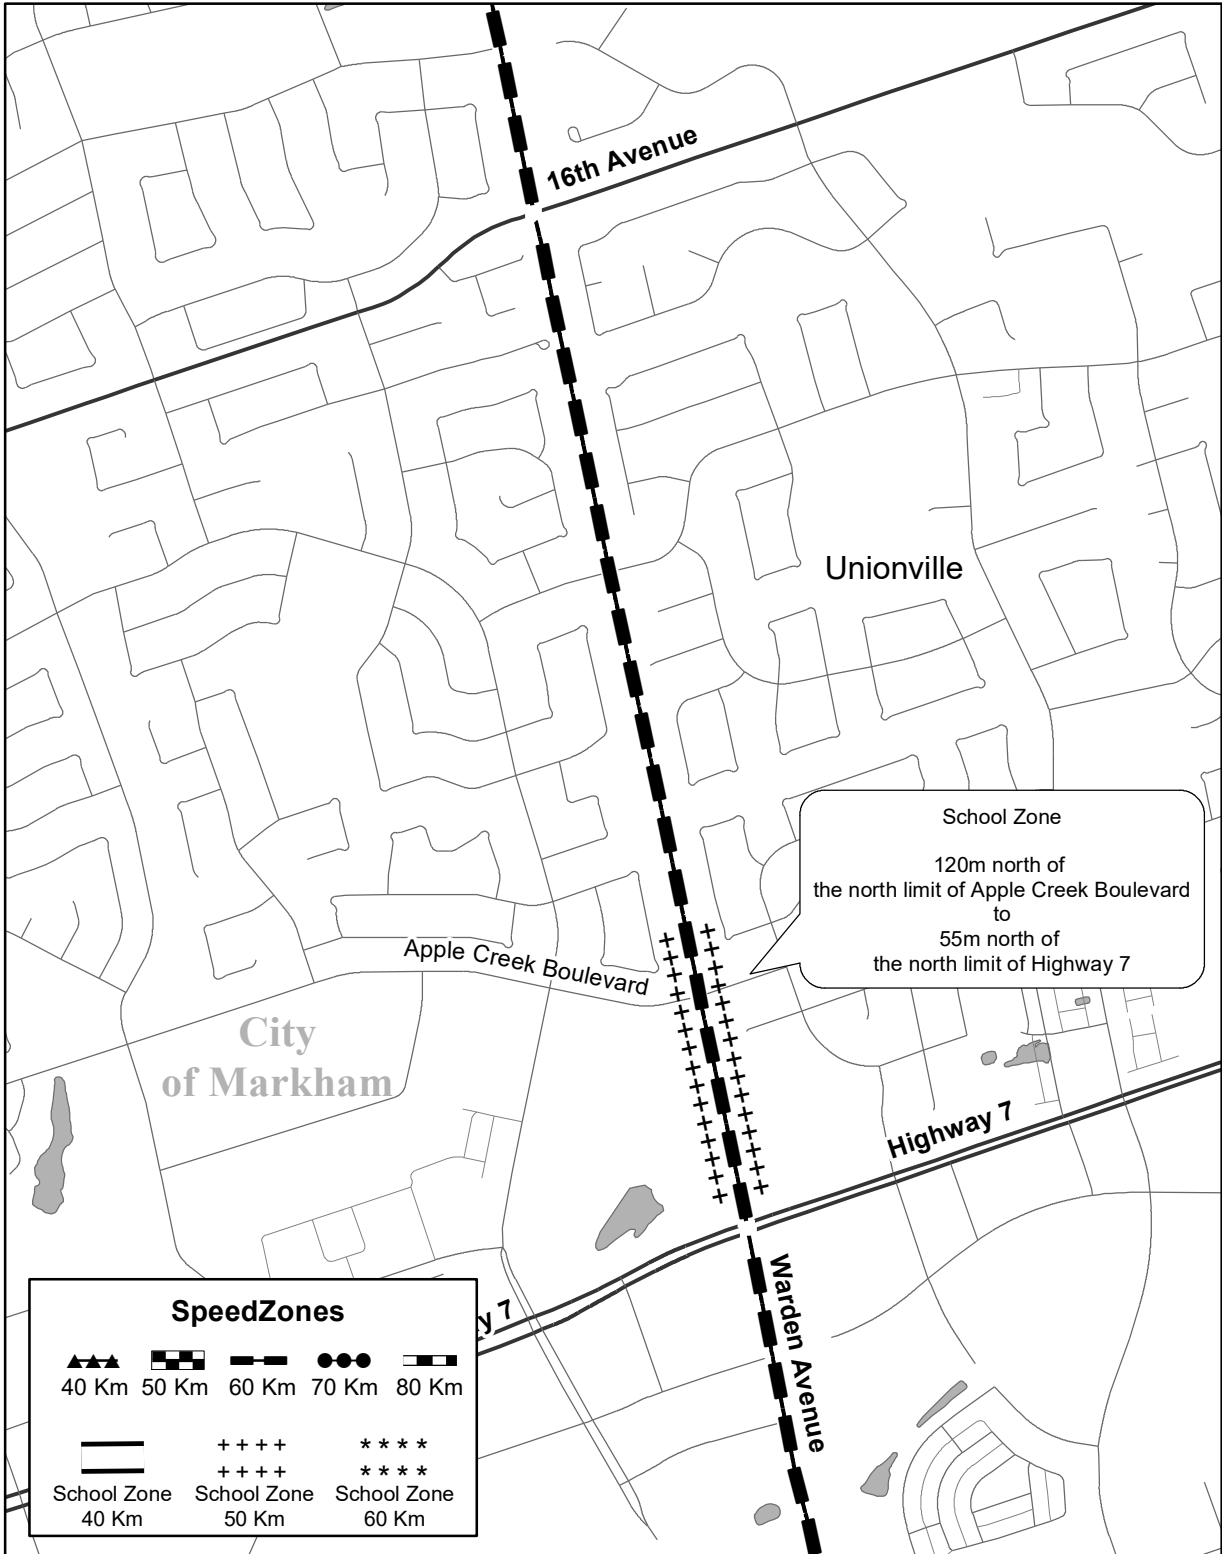 16th Avenue
Unionville
School Zone
120m north of
the north limit of Apple Creek Boulevard
to
55m north of
the north limit of Highway 7
Apple Creek Boulevard
City
of Markham
Highway 7
Warden Avenue
y 7
SpeedZones
40 Km 50 Km 60 Km 70 Km 80 Km
++++ ****
++++ ****
School Zone School Zone School Zone
40 Km 50 Km 60 Km